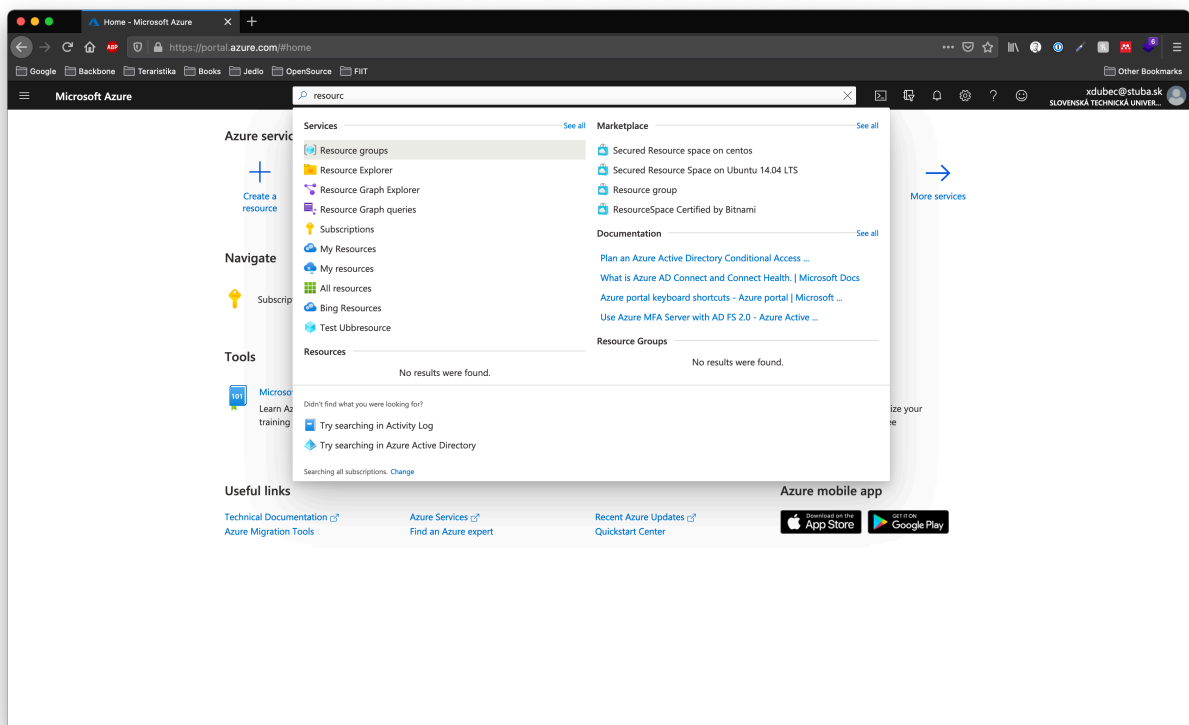 Home - Microsoft Azure
https://portal.azure.com/#home
ABP
6
Google Backbone Teraristika Books Jedlo OpenSource FIIT Other Bookmarks
Microsoft Azure
resourc
xdubec@stuba.sk
SLOVENSKÁ TECHNICKÁ UNIVER...
Azure servic
Create a
resource
More services
Navigate
Subscrip
Tools
101
Microso
Learn Az
training
ize your
ee
Services See all
Resource groups
Resource Explorer
Resource Graph Explorer
Resource Graph queries
Subscriptions
My Resources
My resources
All resources
Bing Resources
Test Ubbresource
Resources
No results were found.
Marketplace See all
Secured Resource space on centos
Secured Resource Space on Ubuntu 14.04 LTS
Resource group
ResourceSpace Certified by Bitnami
Documentation See all
Plan an Azure Active Directory Conditional Access ...
What is Azure AD Connect and Connect Health. | Microsoft Docs
Azure portal keyboard shortcuts - Azure portal | Microsoft ...
Use Azure MFA Server with AD FS 2.0 - Azure Active ...
Resource Groups
No results were found.
Didn't find what you were looking for?
Try searching in Activity Log
Try searching in Azure Active Directory
Searching all subscriptions. Change
Useful links
Technical Documentation
Azure Migration Tools
Azure Services
Find an Azure expert
Recent Azure Updates
Quickstart Center
Azure mobile app
Download on the
App Store
GET IT ON
Google Play